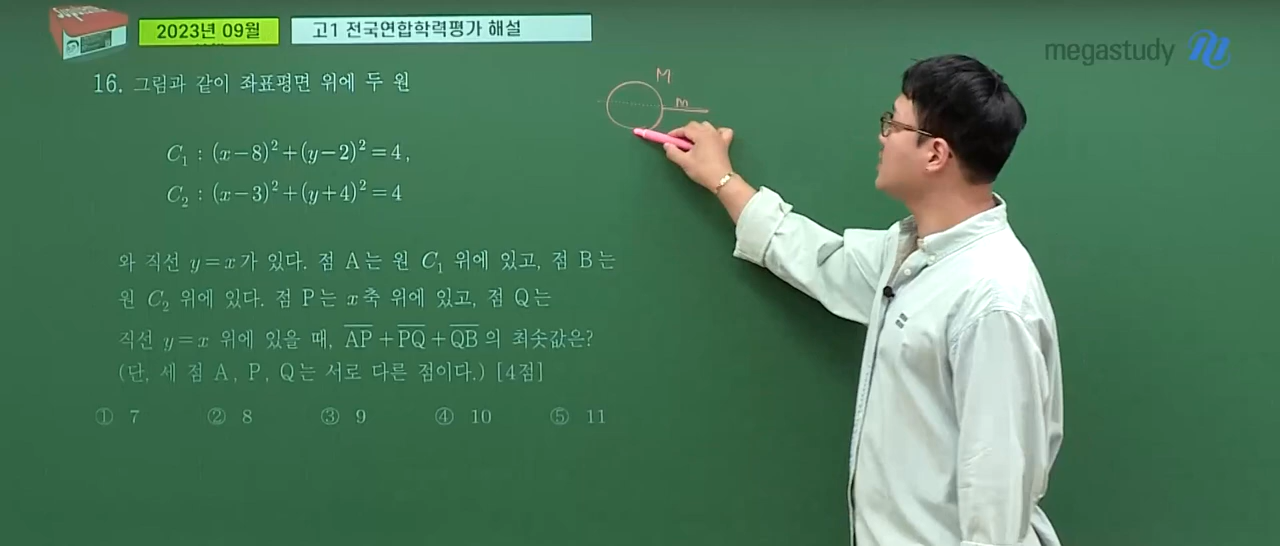 2023년 09월
고1 전국연합학력평가 해설
megastudy
M
m
16. 그림과 같이 좌표평면 위에 두 원
C₁ : (x−8)²+(y−2)²=4,
C₂ : (x−3)²+(y+4)²=4
와 직선 y=x가 있다. 점 A는 원 C₁ 위에 있고, 점 B는
원 C₂ 위에 있다. 점 P는 x축 위에 있고, 점 Q는
직선 y=x 위에 있을 때, A̅P̅+P̅Q̅+Q̅B̅의 최솟값은?
(단, 세 점 A, P, Q는 서로 다른 점이다.) [4점]
① 7 ② 8 ③ 9 ④ 10 ⑤ 11